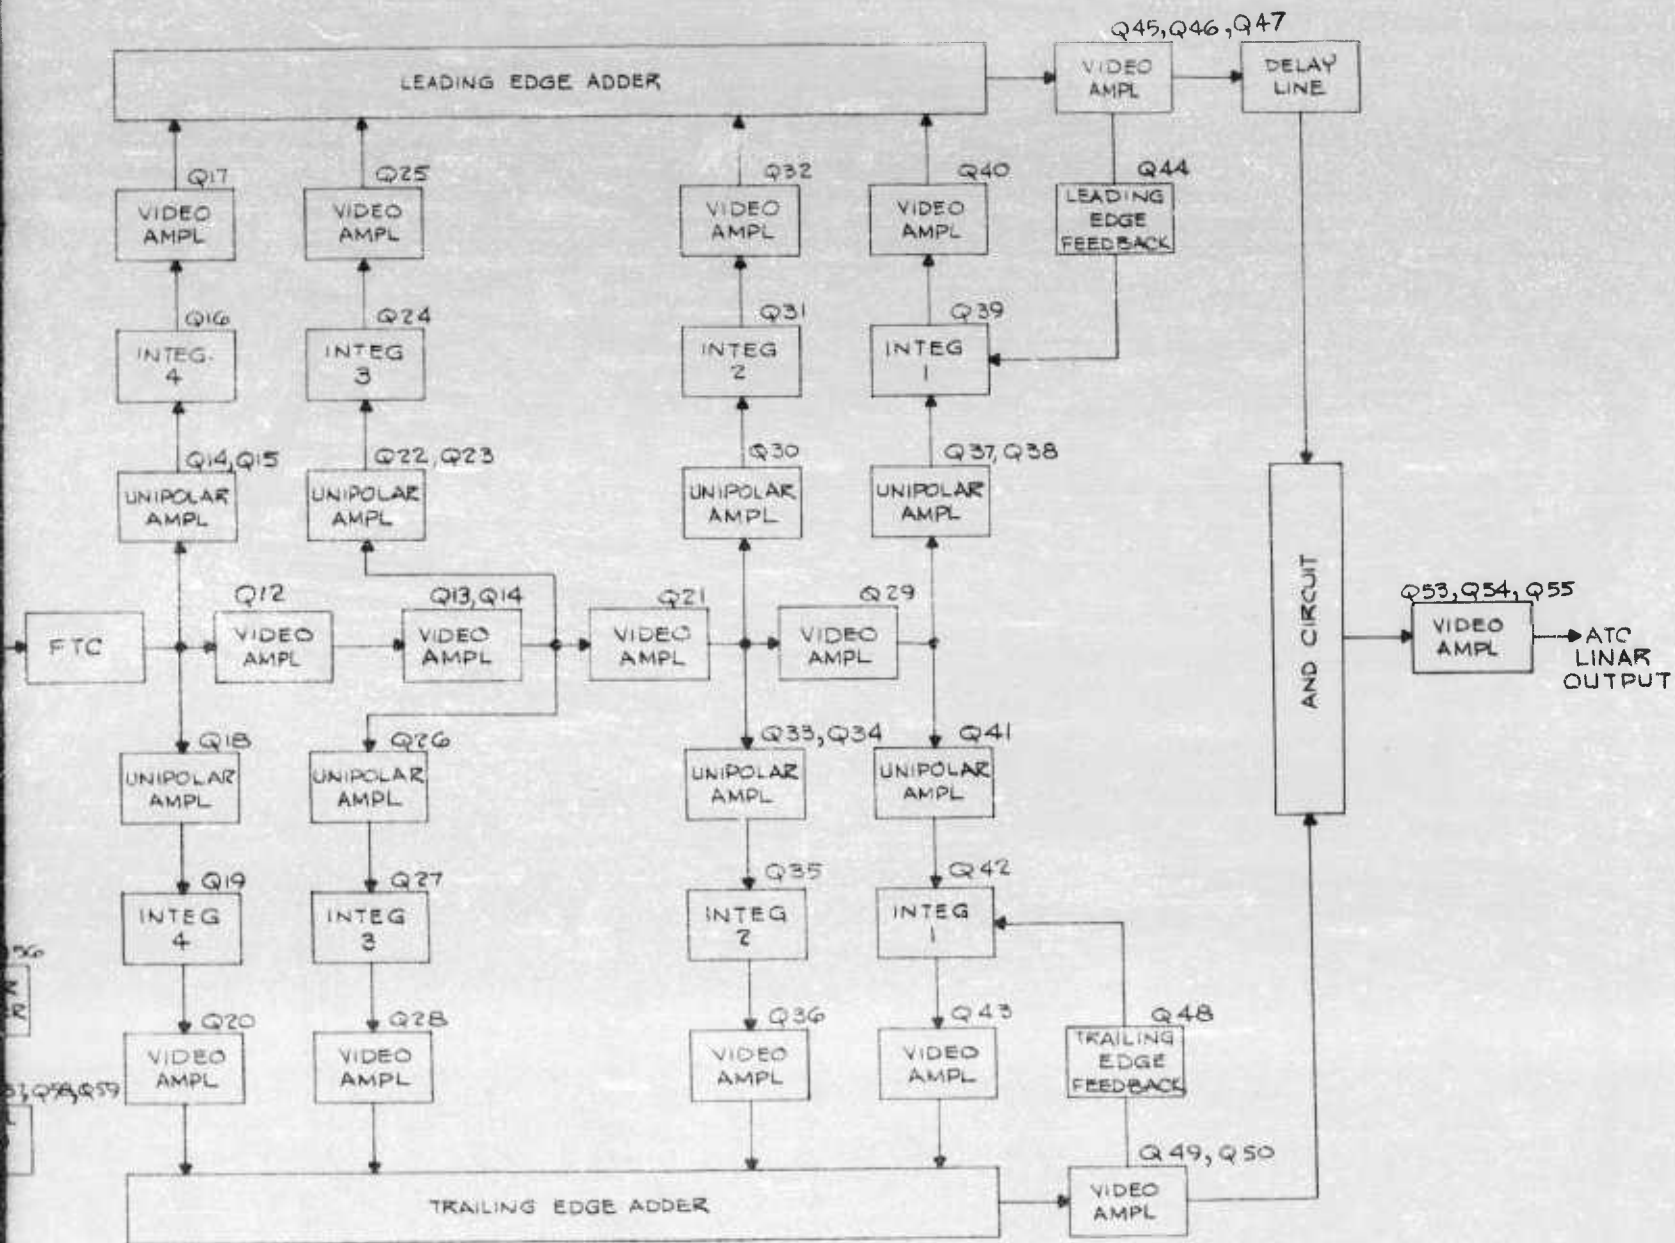 Q45, Q46, Q47
LEADING EDGE ADDER
VIDEO
AMPL
DELAY
LINE
Q17
VIDEO
AMPL
Q25
VIDEO
AMPL
Q32
VIDEO
AMPL
Q40
VIDEO
AMPL
Q44
LEADING
EDGE
FEEDBACK
Q16
INTEG.
4
Q24
INTEG
3
Q31
INTEG
2
Q39
INTEG
1
Q14, Q15
UNIPOLAR
AMPL
Q22, Q23
UNIPOLAR
AMPL
Q30
UNIPOLAR
AMPL
Q37, Q38
UNIPOLAR
AMPL
FTC
Q12
VIDEO
AMPL
Q13, Q14
VIDEO
AMPL
Q21
VIDEO
AMPL
Q29
VIDEO
AMPL
AND CIRCUIT
Q53, Q54, Q55
VIDEO
AMPL
ATC
LINAR
OUTPUT
Q18
UNIPOLAR
AMPL
Q26
UNIPOLAR
AMPL
Q33, Q34
UNIPOLAR
AMPL
Q41
UNIPOLAR
AMPL
Q19
INTEG
4
Q27
INTEG
3
Q35
INTEG
2
Q42
INTEG
1
Q20
VIDEO
AMPL
Q28
VIDEO
AMPL
Q36
VIDEO
AMPL
Q43
VIDEO
AMPL
Q48
TRAILING
EDGE
FEEDBACK
56
R
Q58, Q59
TRAILING EDGE ADDER
Q49, Q50
VIDEO
AMPL